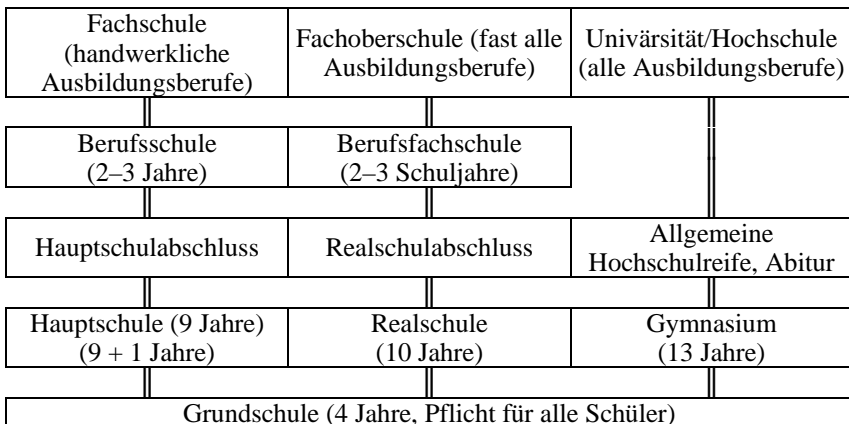 Fachschule
(handwerkliche
Ausbildungsberufe)
Fachoberschule (fast alle
Ausbildungsberufe)
Univärsität/Hochschule
(alle Ausbildungsberufe)
Berufsschule
(2–3 Jahre)
Berufsfachschule
(2–3 Schuljahre)
Hauptschulabschluss
Realschulabschluss
Allgemeine
Hochschulreife, Abitur
Hauptschule (9 Jahre)
(9 + 1 Jahre)
Realschule
(10 Jahre)
Gymnasium
(13 Jahre)
Grundschule (4 Jahre, Pflicht für alle Schüler)